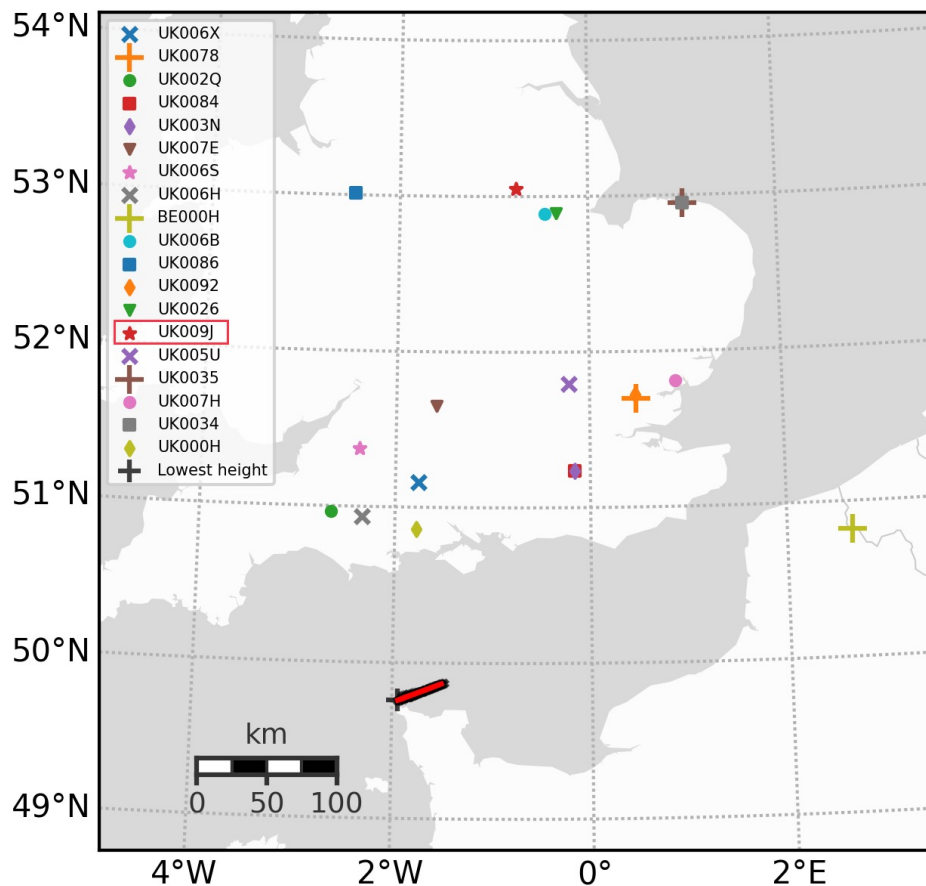 54°N
53°N
52°N
51°N
50°N
49°N
UK006X
UK0078
UK002Q
UK0084
UK003N
UK007E
UK006S
UK006H
BE000H
UK006B
UK0086
UK0092
UK0026
UK009J
UK005U
UK0035
UK007H
UK0034
UK000H
Lowest height
km
0 50 100
4°W 2°W 0° 2°E